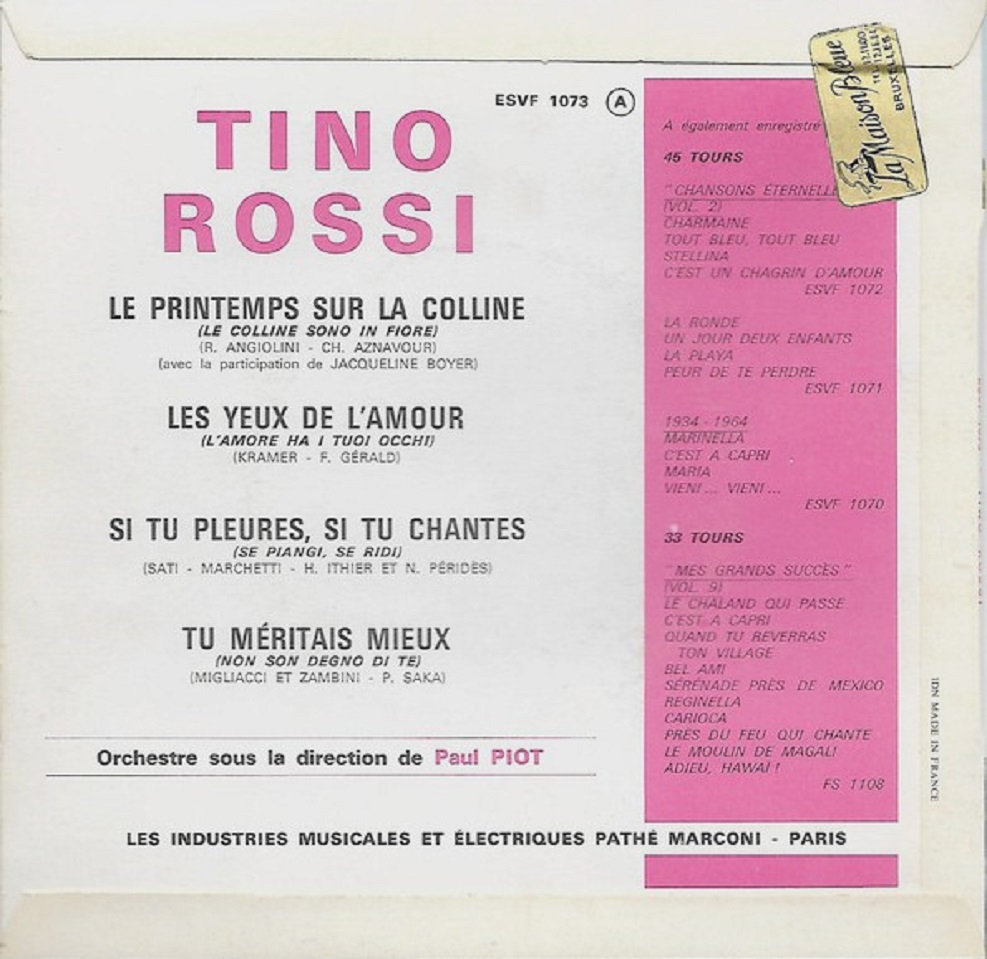 ESVF 1073 A
TINO
ROSSI
LE PRINTEMPS SUR LA COLLINE
(LE COLLINE SONO IN FIORE)
(R. ANGIOLINI - CH. AZNAVOUR)
(avec la participation de JACQUELINE BOYER)
LES YEUX DE L'AMOUR
(L'AMORE HA I TUOI OCCHI)
(KRAMER - F. GÉRALD)
SI TU PLEURES, SI TU CHANTES
(SE PIANGI, SE RIDI)
(SATI - MARCHETTI - H. ITHIER ET N. PÉRIDÈS)
TU MÉRITAIS MIEUX
(NON SON DEGNO DI TE)
(MIGLIACCI ET ZAMBINI - P. SAKA)
Orchestre sous la direction de Paul PIOT
A également enregistré
45 TOURS
"CHANSONS ÉTERNELLE
(VOL. 2)
CHARMAINE
TOUT BLEU, TOUT BLEU
STELLINA
C'EST UN CHAGRIN D'AMOUR
ESVF 1072
LA RONDE
UN JOUR DEUX ENFANTS
LA PLAYA
PEUR DE TE PERDRE
ESVF 1071
1934 - 1964
MARINELLA
C'EST A CAPRI
MARIA
VIENI... VIENI...
ESVF 1070
33 TOURS
"MES GRANDS SUCCÈS"
(VOL. 9)
LE CHALAND QUI PASSE
C'EST A CAPRI
QUAND TU REVERRAS
TON VILLAGE
BEL AMI
SÉRÉNADE PRÈS DE MEXICO
REGINELLA
CARIOCA
PRÈS DU FEU QUI CHANTE
LE MOULIN DE MAGALI
ADIEU, HAWAÏ !
FS 1108
LES INDUSTRIES MUSICALES ET ÉLECTRIQUES PATHÉ MARCONI - PARIS
La Maison Bleue
BRUXELLES
IDN MADE IN FRANCE